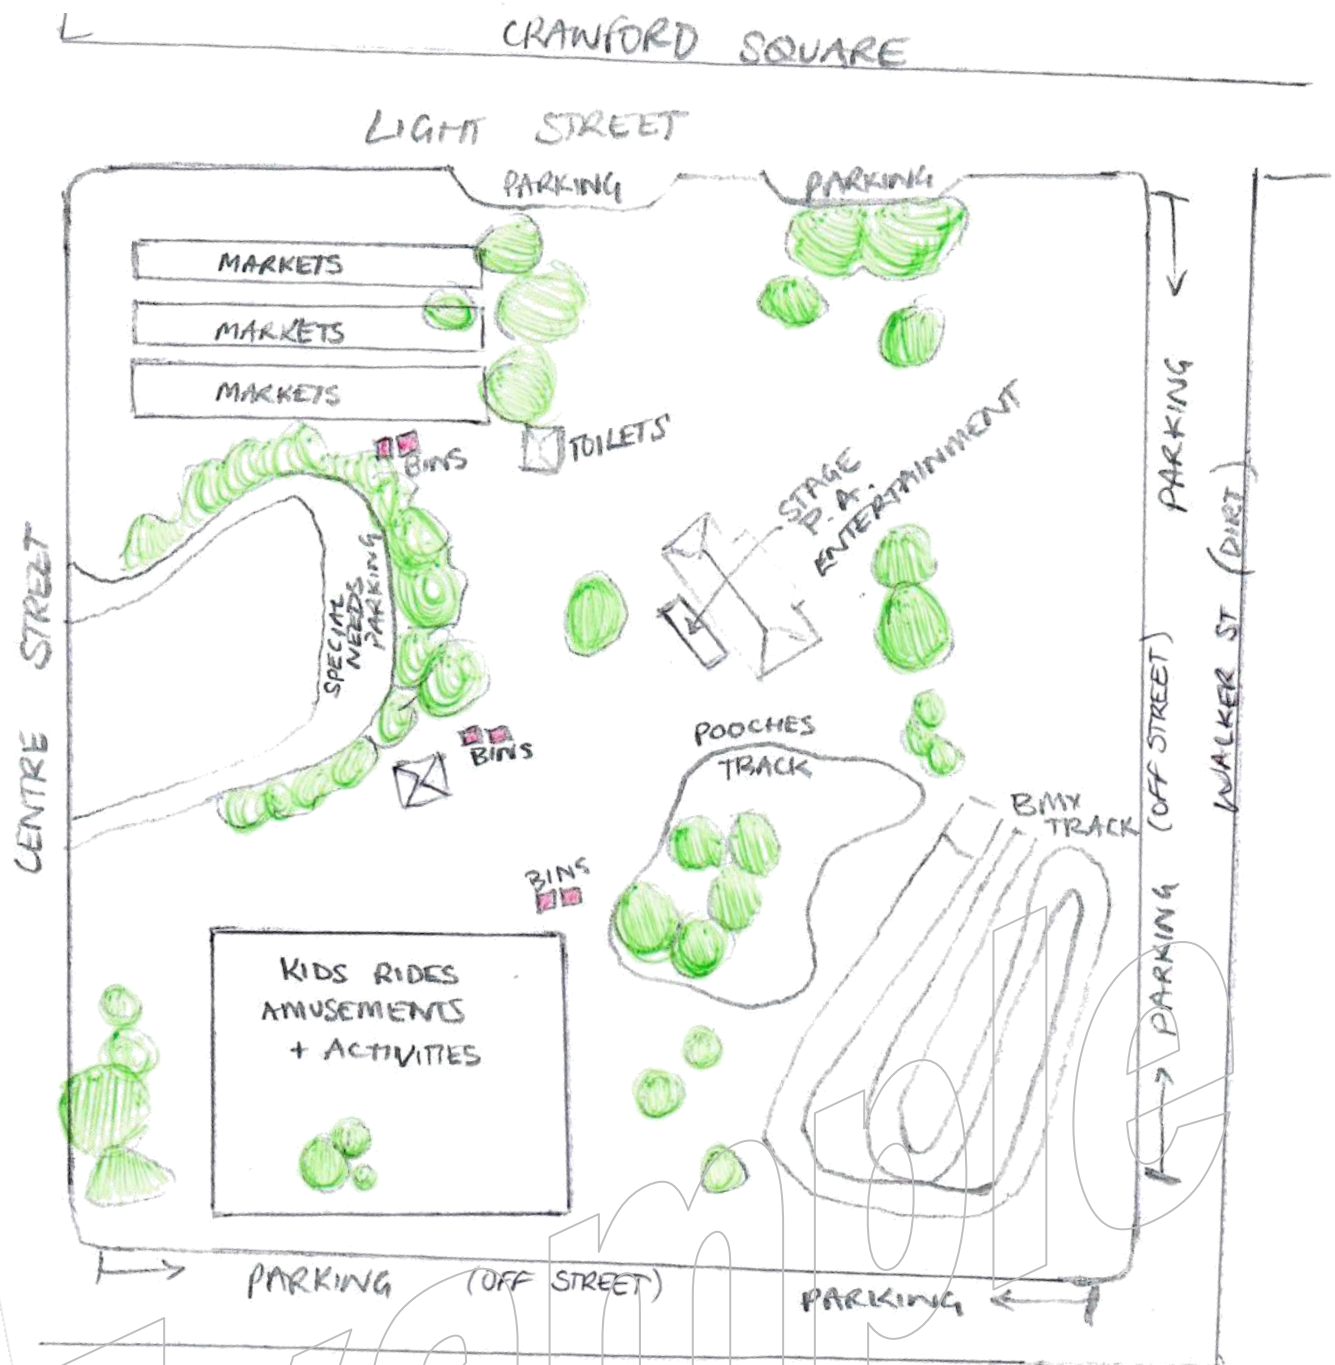 CRAWFORD SQUARE
LIGHT STREET
PARKING
PARKING
MARKETS
MARKETS
MARKETS
BINS
TOILETS
STAGE
P.A.
ENTERTAINMENT
PARKING
(OFF STREET)
PARKING
WALKER ST (DIRT)
CENTRE STREET
SPECIAL
NEEDS
PARKING
BINS
POOCHES
TRACK
BMX
TRACK
BINS
KIDS RIDES
AMUSEMENTS
+ ACTIVITIES
PARKING (OFF STREET)
PARKING
example